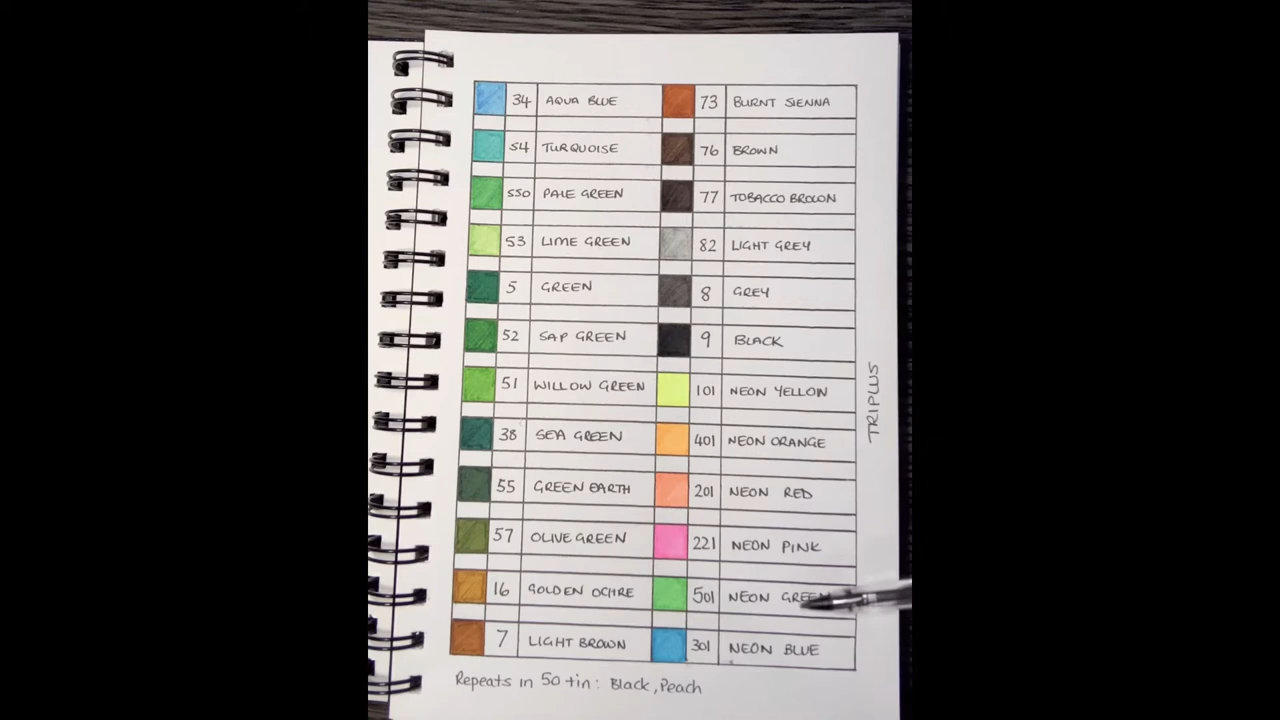 34 AQUA BLUE 73 BURNT SIENNA
54 TURQUOISE 76 BROWN
550 PALE GREEN 77 TOBACCO BROWN
53 LIME GREEN 82 LIGHT GREY
5 GREEN 8 GREY
52 SAP GREEN 9 BLACK
51 WILLOW GREEN 101 NEON YELLOW
38 SEA GREEN 401 NEON ORANGE
55 GREEN EARTH 201 NEON RED
57 OLIVE GREEN 221 NEON PINK
16 GOLDEN OCHRE 501 NEON GREEN
7 LIGHT BROWN 301 NEON BLUE
TRIPLUS
Repeats in 50 tin: Black, Peach